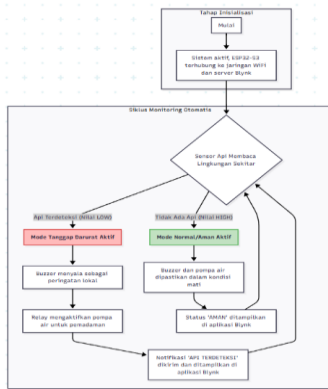 Tahap Inisialisasi
Mulai
Sistem aktif, ESP32-S3
terhubung ke jaringan WiFi
dan server Blynk
Siklus Monitoring Otomatis
Sensor Api Membaca
Lingkungan Sekitar
Api Terdeteksi (Nilai LOW)
Tidak Ada Api (Nilai HIGH)
Mode Tanggap Darurat Aktif
Mode Normal/Aman Aktif
Buzzer menyala sebagai
peringatan lokal
Buzzer dan pompa air
dipastikan dalam kondisi
mati
Relay mengaktifkan pompa
air untuk pemadaman
Status 'AMAN' ditampilkan
di aplikasi Blynk
Notifikasi 'API TERDETEKSI'
dikirim dan ditampilkan di
aplikasi Blynk